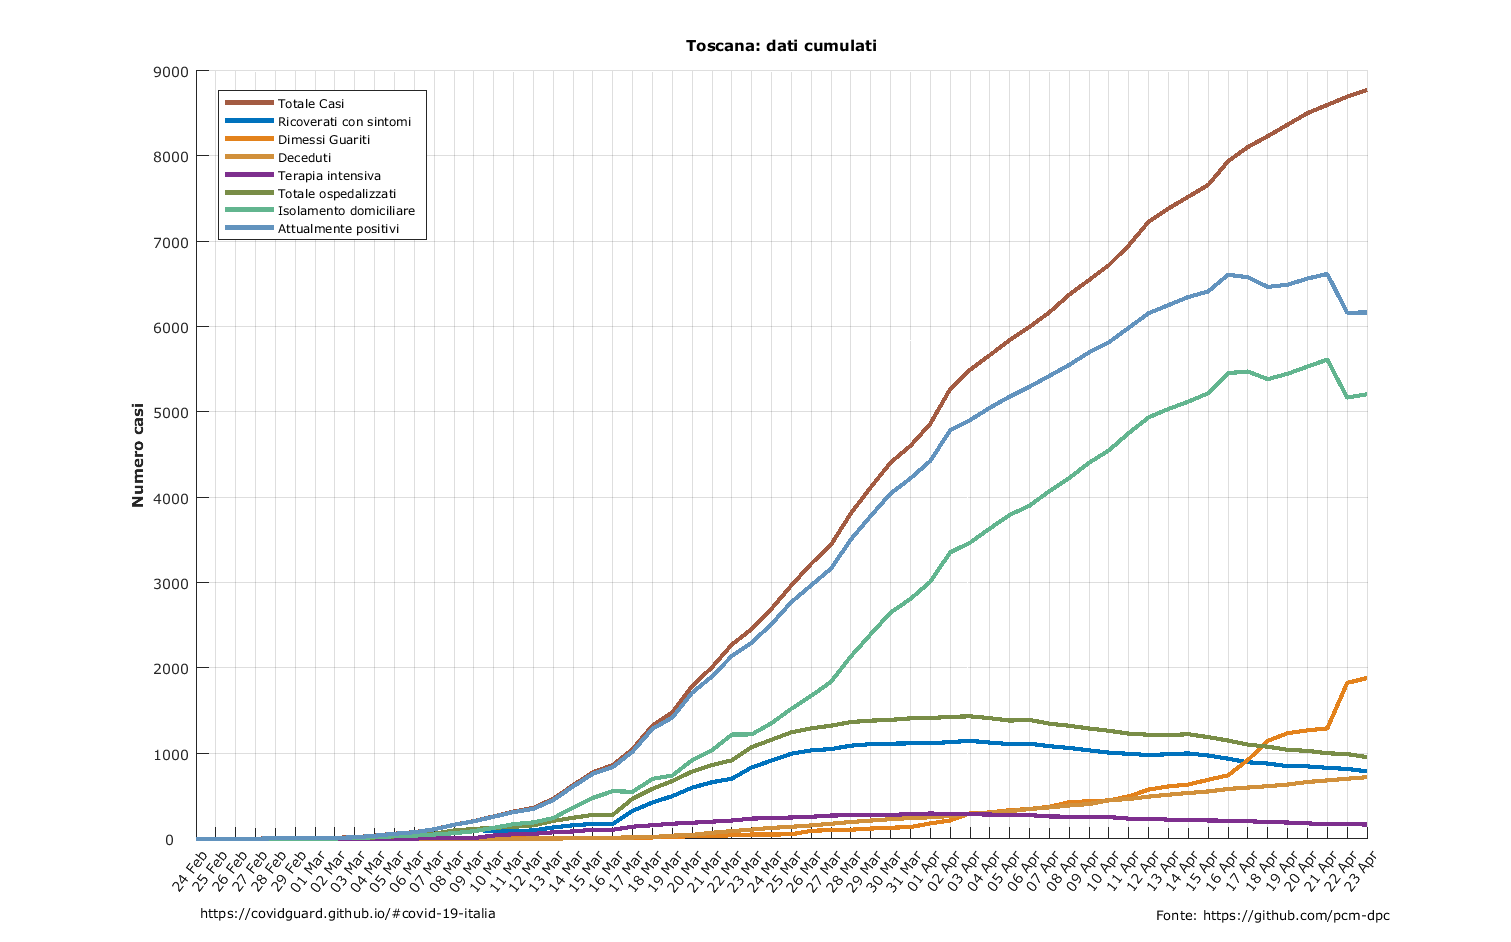 Toscana: dati cumulati
9000
8000
7000
6000
5000
4000
3000
2000
1000
0
Numero casi
Totale Casi
Ricoverati con sintomi
Dimessi Guariti
Deceduti
Terapia intensiva
Totale ospedalizzati
Isolamento domiciliare
Attualmente positivi
24 Feb
25 Feb
26 Feb
27 Feb
28 Feb
29 Feb
01 Mar
02 Mar
03 Mar
04 Mar
05 Mar
06 Mar
07 Mar
08 Mar
09 Mar
10 Mar
11 Mar
12 Mar
13 Mar
14 Mar
15 Mar
16 Mar
17 Mar
18 Mar
19 Mar
20 Mar
21 Mar
22 Mar
23 Mar
24 Mar
25 Mar
26 Mar
27 Mar
28 Mar
29 Mar
30 Mar
31 Mar
01 Apr
02 Apr
03 Apr
04 Apr
05 Apr
06 Apr
07 Apr
08 Apr
09 Apr
10 Apr
11 Apr
12 Apr
13 Apr
14 Apr
15 Apr
16 Apr
17 Apr
18 Apr
19 Apr
20 Apr
21 Apr
22 Apr
23 Apr
https://covidguard.github.io/#covid-19-italia
Fonte: https://github.com/pcm-dpc